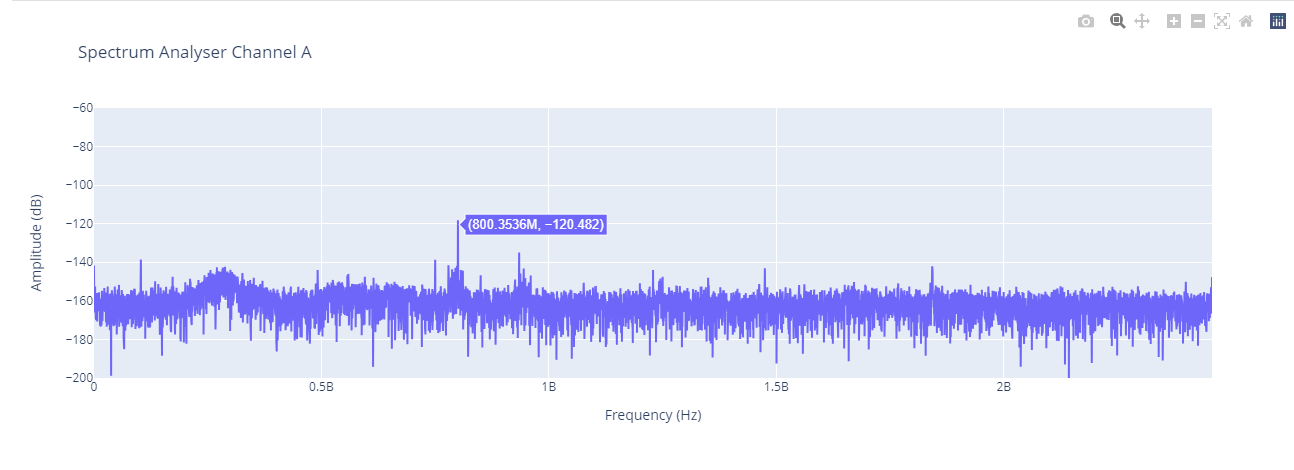 Spectrum Analyser Channel A
Amplitude (dB)
−60
−80
−100
−120
−140
−160
−180
−200
(800.3536M, −120.482)
0
0.5B
1B
1.5B
2B
Frequency (Hz)